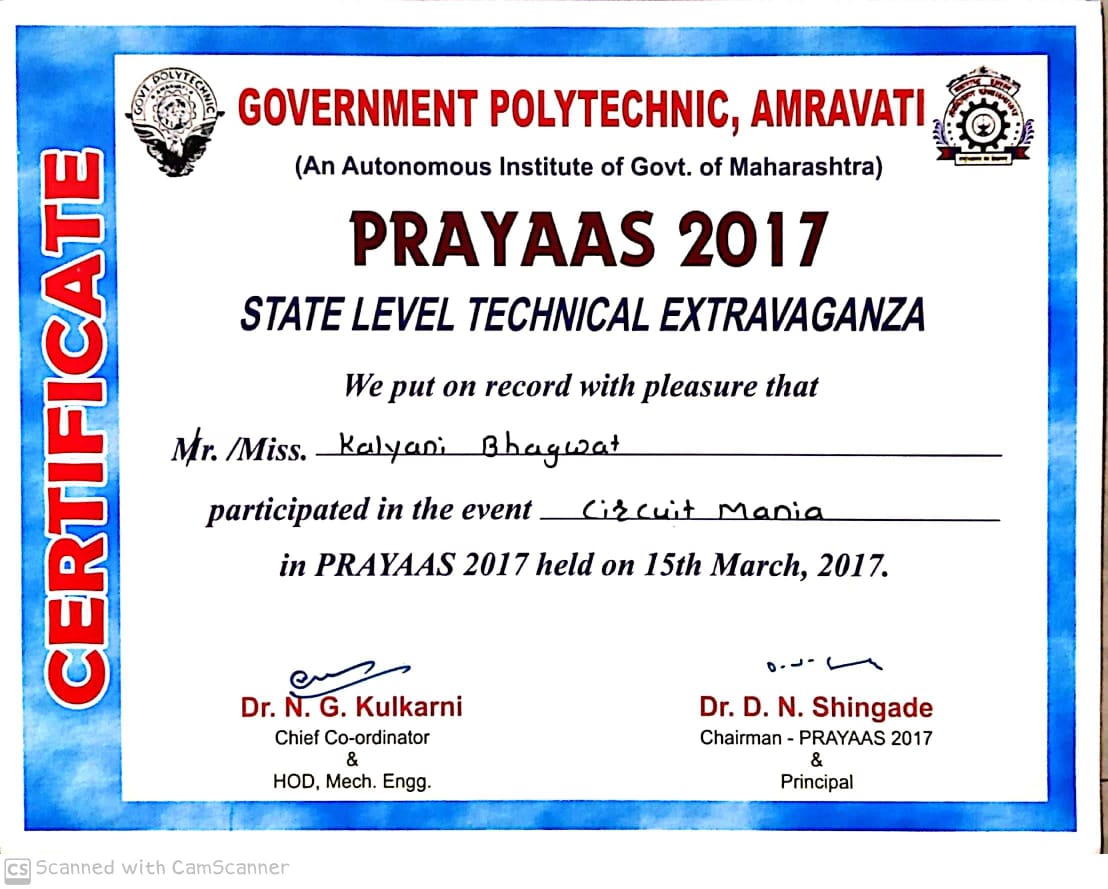 GOVT. POLYTECHNIC
GOVERNMENT POLYTECHNIC, AMRAVATI
(An Autonomous Institute of Govt. of Maharashtra)
PRAYAAS 2017
STATE LEVEL TECHNICAL EXTRAVAGANZA
CERTIFICATE
We put on record with pleasure that
Mr. /Miss. Kalyani Bhagwat
participated in the event Circuit Mania
in PRAYAAS 2017 held on 15th March, 2017.
Dr. N. G. Kulkarni
Chief Co-ordinator
&
HOD, Mech. Engg.
Dr. D. N. Shingade
Chairman - PRAYAAS 2017
&
Principal
CS Scanned with CamScanner